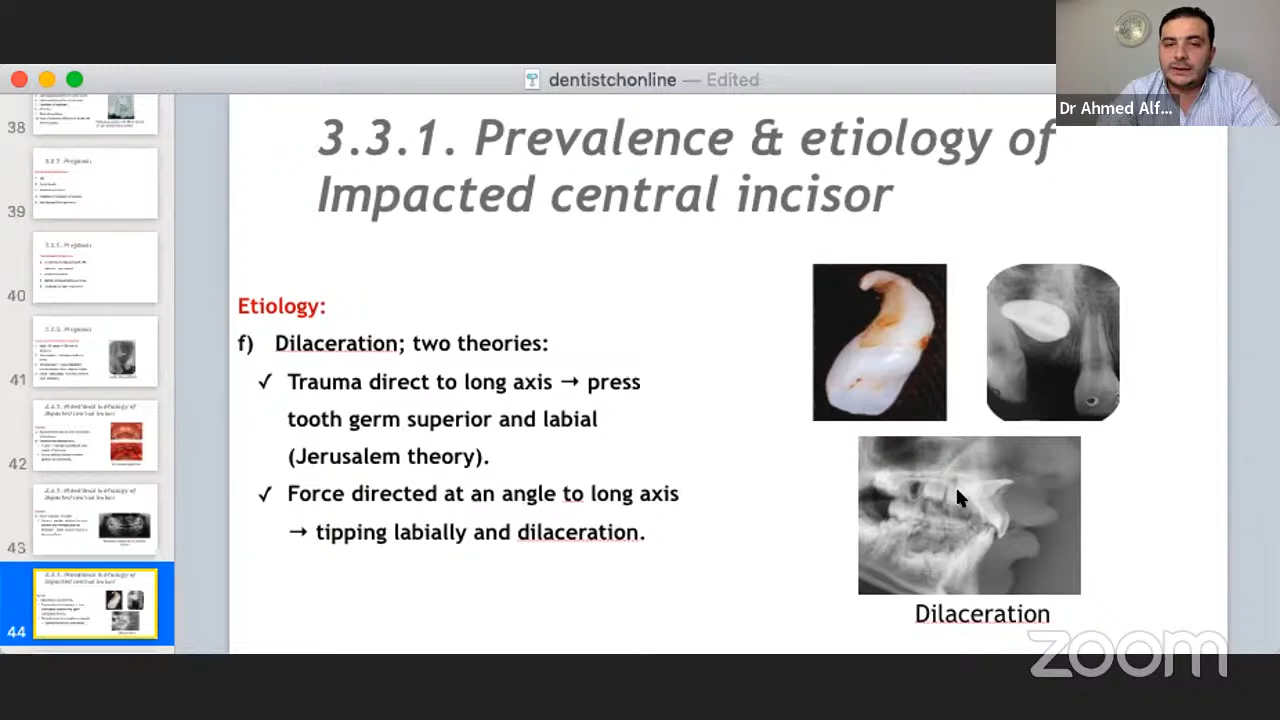 dentistchonline — Edited
Dr Ahmed Alf...
3.3.1. Prevalence & etiology of
Impacted central incisor
Etiology:
f) Dilaceration; two theories:
✓ Trauma direct to long axis → press
tooth germ superior and labial
(Jerusalem theory).
✓ Force directed at an angle to long axis
→ tipping labially and dilaceration.
Dilaceration
zoom
38
39
40
41
42
43
44